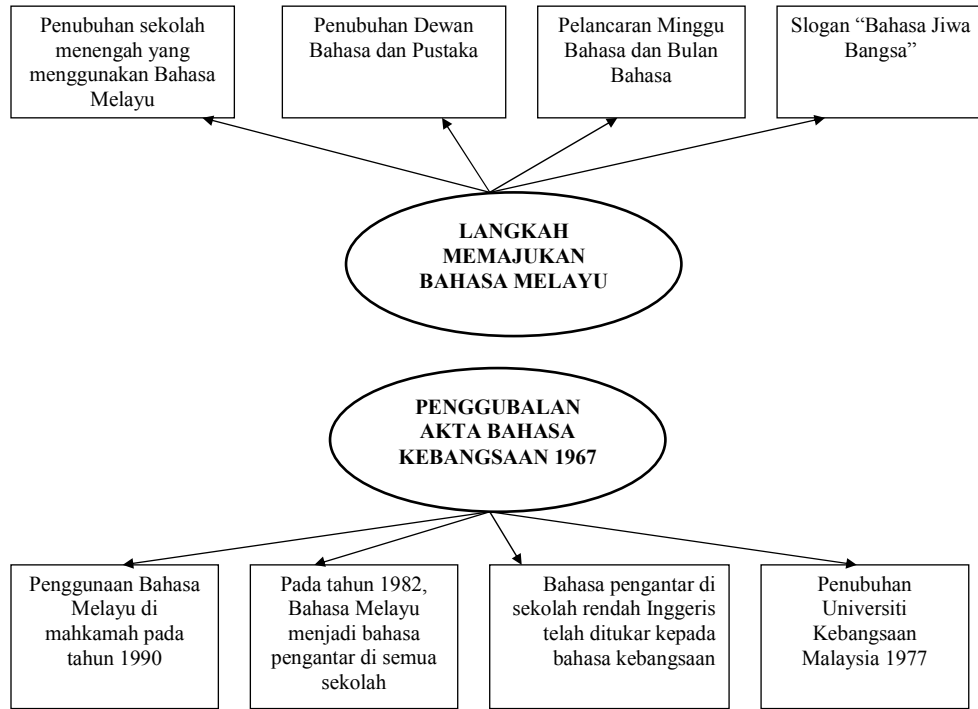 Penubuhan sekolah
menengah yang
menggunakan Bahasa
Melayu
Penubuhan Dewan
Bahasa dan Pustaka
Pelancaran Minggu
Bahasa dan Bulan
Bahasa
Slogan “Bahasa Jiwa
Bangsa”
LANGKAH
MEMAJUKAN
BAHASA MELAYU
PENGGUBALAN
AKTA BAHASA
KEBANGSAAN 1967
Penggunaan Bahasa
Melayu di
mahkamah pada
tahun 1990
Pada tahun 1982,
Bahasa Melayu
menjadi bahasa
pengantar di semua
sekolah
Bahasa pengantar di
sekolah rendah Inggeris
telah ditukar kepada
bahasa kebangsaan
Penubuhan
Universiti
Kebangsaan
Malaysia 1977